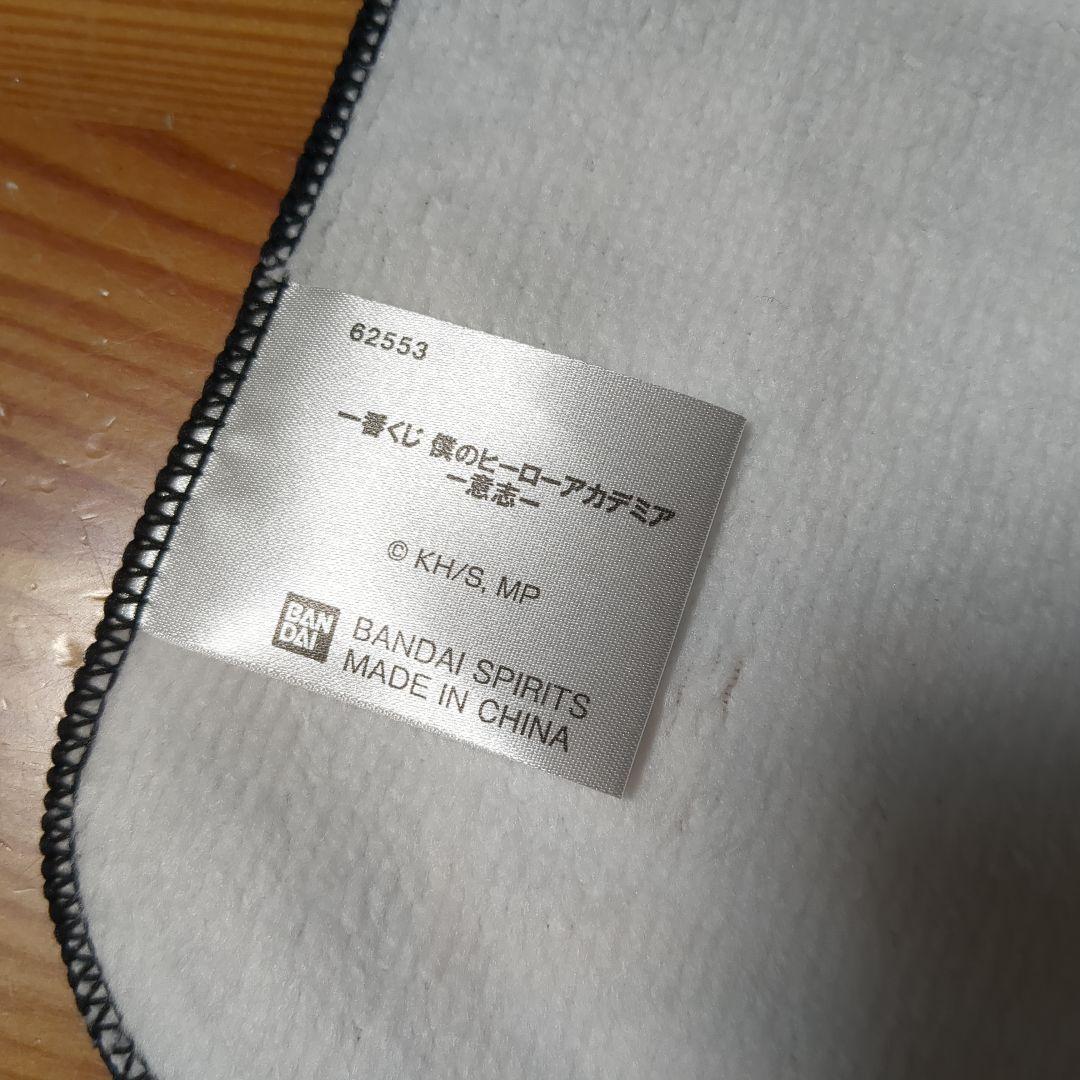 62553
一番くじ 僕のヒーローアカデミア
ー意志ー
© KH/S, MP
BAN
DAI
BANDAI SPIRITS
MADE IN CHINA